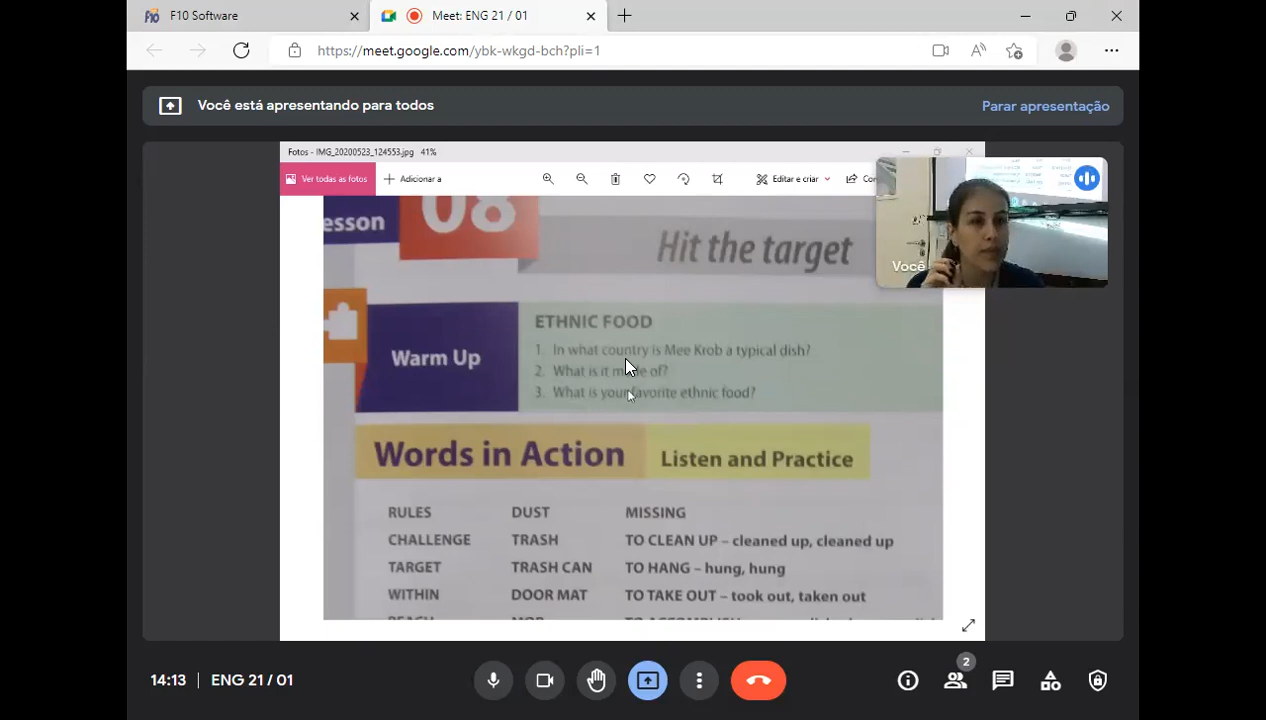 F10 Software
Meet: ENG 21 / 01
https://meet.google.com/ybk-wkgd-bch?pli=1
Você está apresentando para todos
Parar apresentação
Fotos - IMG_20200523_124553.jpg 41%
Ver todas as fotos
Adicionar a
Editar e criar
esson
08
Hit the target
Você
Warm Up
ETHNIC FOOD
1. In what country is Mee Krob a typical dish?
2. What is it made of?
3. What is your favorite ethnic food?
Words in Action
Listen and Practice
RULES DUST MISSING
CHALLENGE TRASH TO CLEAN UP – cleaned up, cleaned up
TARGET TRASH CAN TO HANG – hung, hung
WITHIN DOOR MAT TO TAKE OUT – took out, taken out
14:13 ENG 21 / 01
2